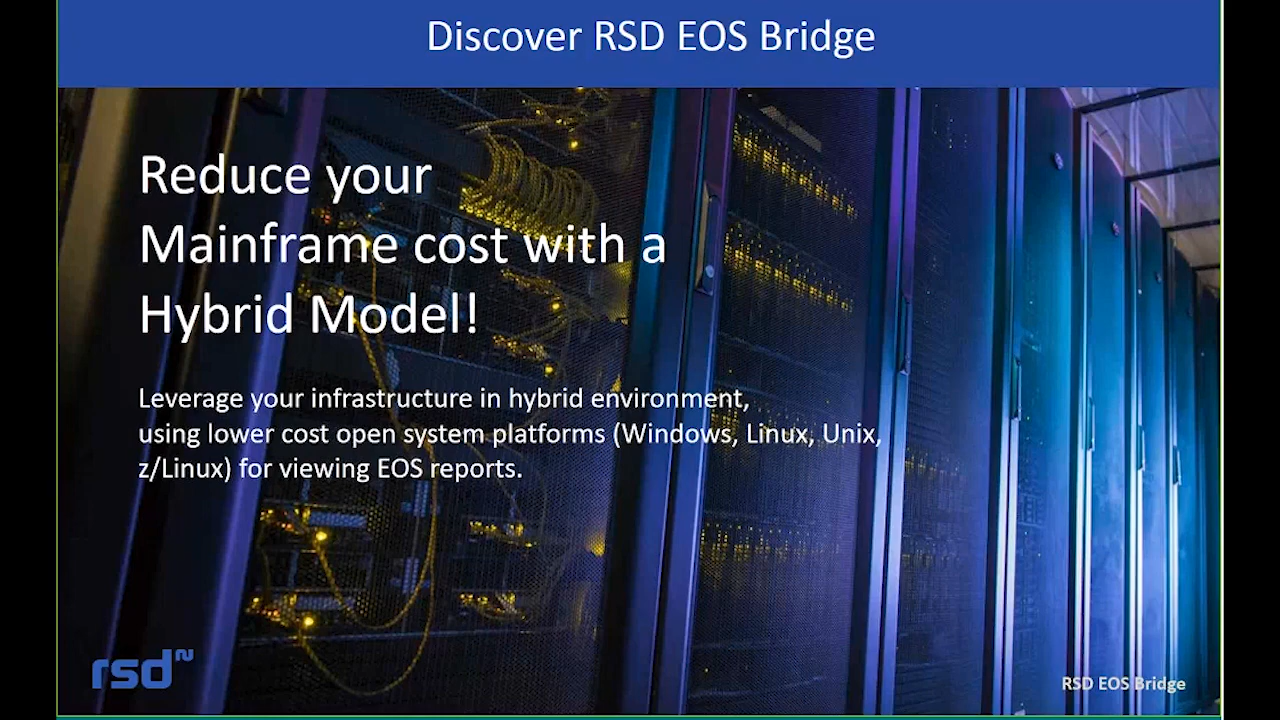 Discover RSD EOS Bridge
Reduce your
Mainframe cost with a
Hybrid Model!
Leverage your infrastructure in hybrid environment,
using lower cost open system platforms (Windows, Linux, Unix,
z/Linux) for viewing EOS reports.
rsd
RSD EOS Bridge